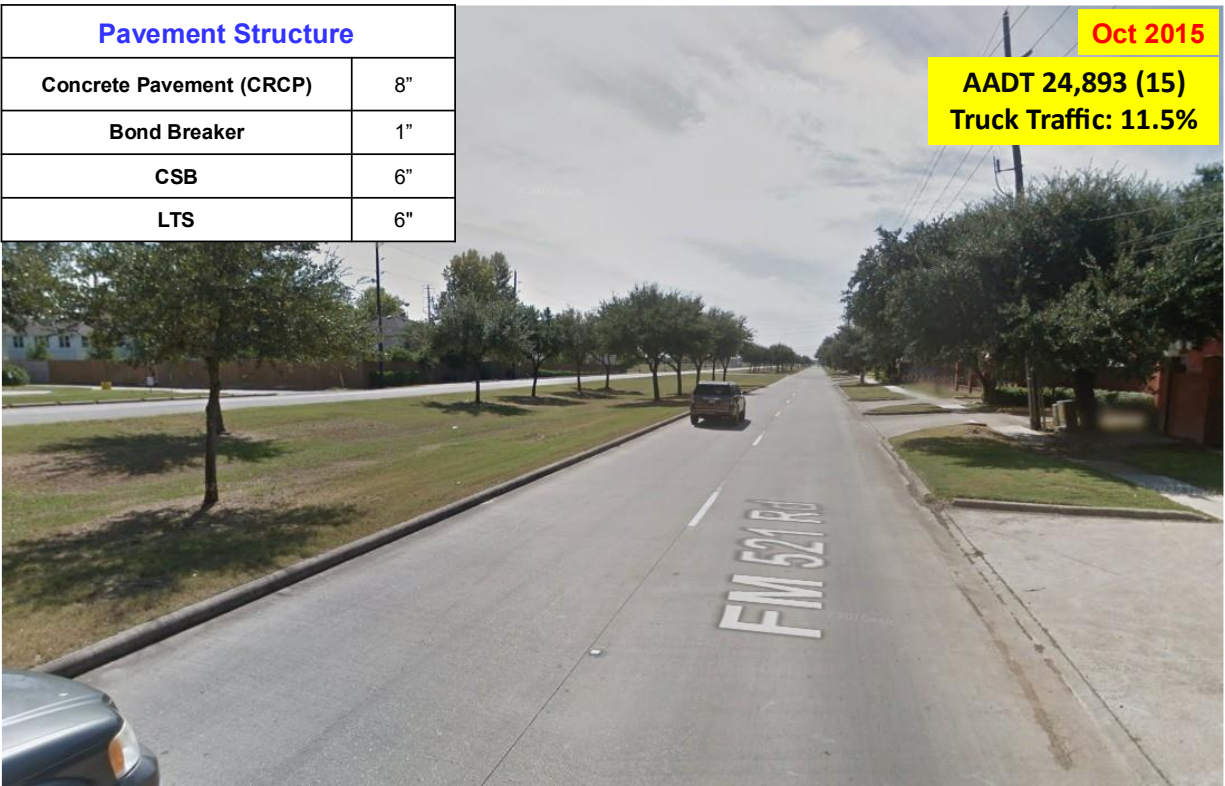 Pavement Structure
Concrete Pavement (CRCP) 8”
Bond Breaker 1”
CSB 6”
LTS 6"
Oct 2015
AADT 24,893 (15)
Truck Traffic: 11.5%
FM 521 Rd